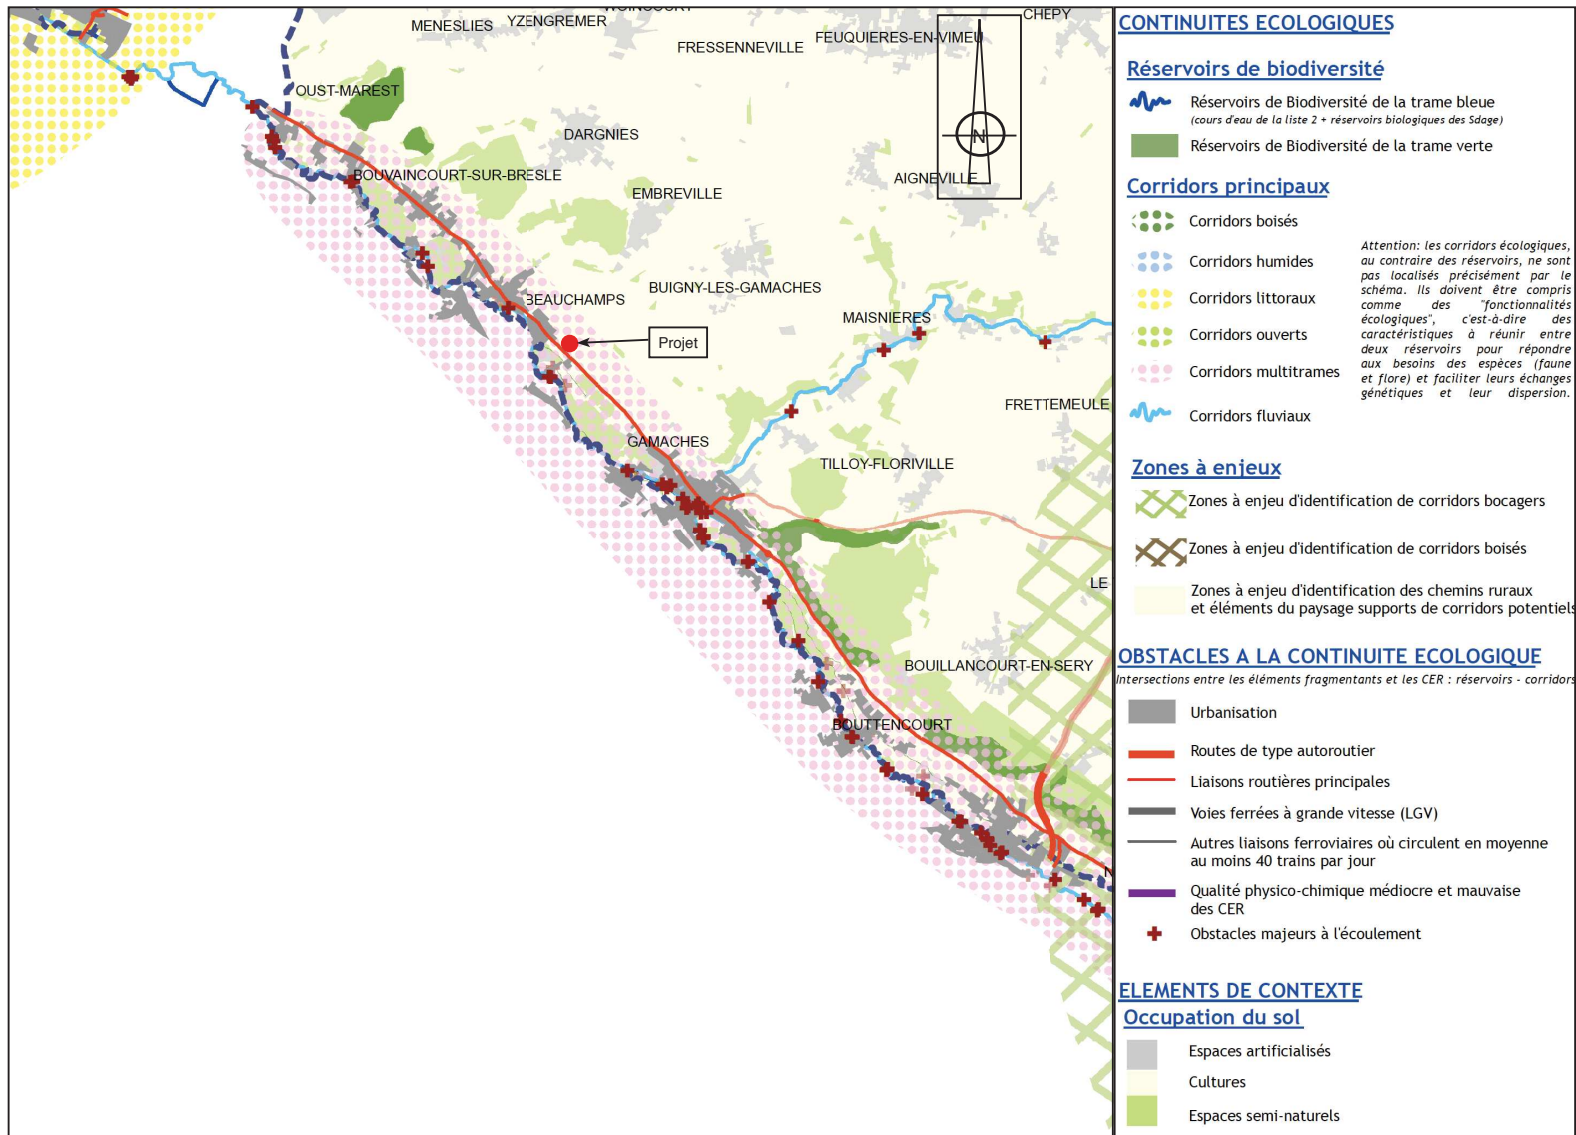 WOINCOURT
MENESLIES
YZENGREMER
CHEPY
FRESSENNEVILLE
FEUQUIERES-EN-VIMEU
OUST-MAREST
DARGNIES
N
BOUVAINCOURT-SUR-BRESLE
EMBREVILLE
AIGNEVILLE
BUIGNY-LES-GAMACHES
BEAUCHAMPS
MAISNIERES
Projet
FRETTEMEULE
GAMACHES
TILLOY-FLORIVILLE
LE
BOUILLANCOURT-EN-SERY
BOUTTENCOURT
N
CONTINUITES ECOLOGIQUES
Réservoirs de biodiversité
Réservoirs de Biodiversité de la trame bleue
(cours d'eau de la liste 2 + réservoirs biologiques des Sdage)
Réservoirs de Biodiversité de la trame verte
Corridors principaux
Corridors boisés
Corridors humides
Corridors littoraux
Corridors ouverts
Corridors multitrames
Corridors fluviaux
Attention: les corridors écologiques,
au contraire des réservoirs, ne sont
pas localisés précisément par le
schéma. Ils doivent être compris
comme des "fonctionnalités
écologiques", c'est-à-dire des
caractéristiques à réunir entre
deux réservoirs pour répondre
aux besoins des espèces (faune
et flore) et faciliter leurs échanges
génétiques et leur dispersion.
Zones à enjeux
Zones à enjeu d'identification de corridors bocagers
Zones à enjeu d'identification de corridors boisés
Zones à enjeu d'identification des chemins ruraux
et éléments du paysage supports de corridors potentiels
OBSTACLES A LA CONTINUITE ECOLOGIQUE
Intersections entre les éléments fragmentants et les CER : réservoirs - corridors
Urbanisation
Routes de type autoroutier
Liaisons routières principales
Voies ferrées à grande vitesse (LGV)
Autres liaisons ferroviaires où circulent en moyenne
au moins 40 trains par jour
Qualité physico-chimique médiocre et mauvaise
des CER
Obstacles majeurs à l'écoulement
ELEMENTS DE CONTEXTE
Occupation du sol
Espaces artificialisés
Cultures
Espaces semi-naturels